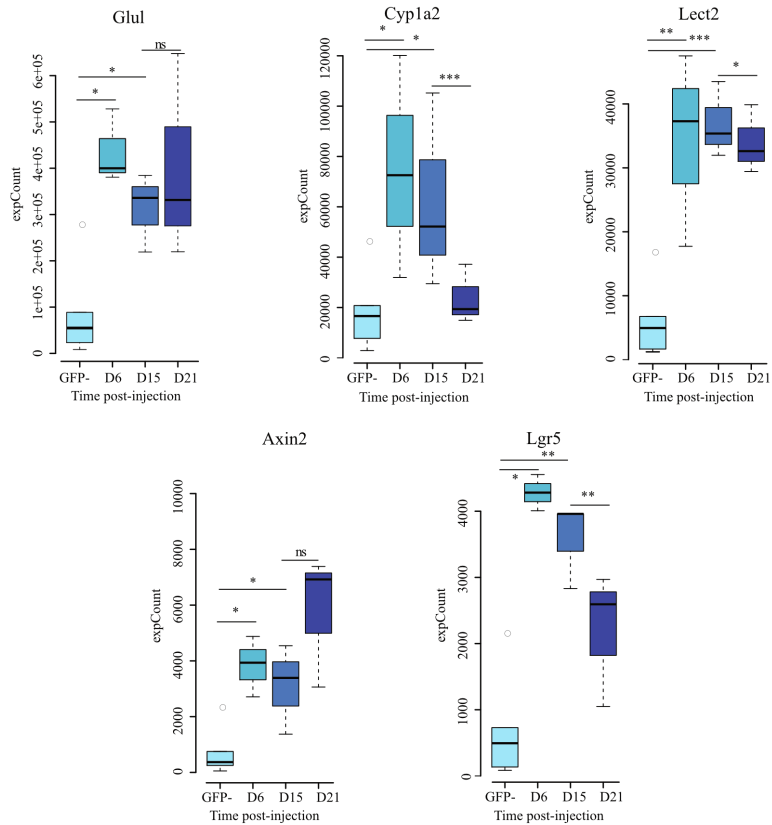 Glul
expCount
0
1e+05
2e+05
3e+05
4e+05
5e+05
6e+05
*
*
ns
GFP- D6 D15 D21
Time post-injection
Cyp1a2
expCount
0
20000
40000
60000
80000
100000
120000
*
*
***
GFP- D6 D15 D21
Time post-injection
Lect2
expCount
0
10000
20000
30000
40000
**
***
*
GFP- D6 D15 D21
Time post-injection
Axin2
expCount
0
2000
4000
6000
8000
10000
*
*
ns
GFP- D6 D15 D21
Time post-injection
Lgr5
expCount
0
1000
2000
3000
4000
*
**
**
GFP- D6 D15 D21
Time post-injection